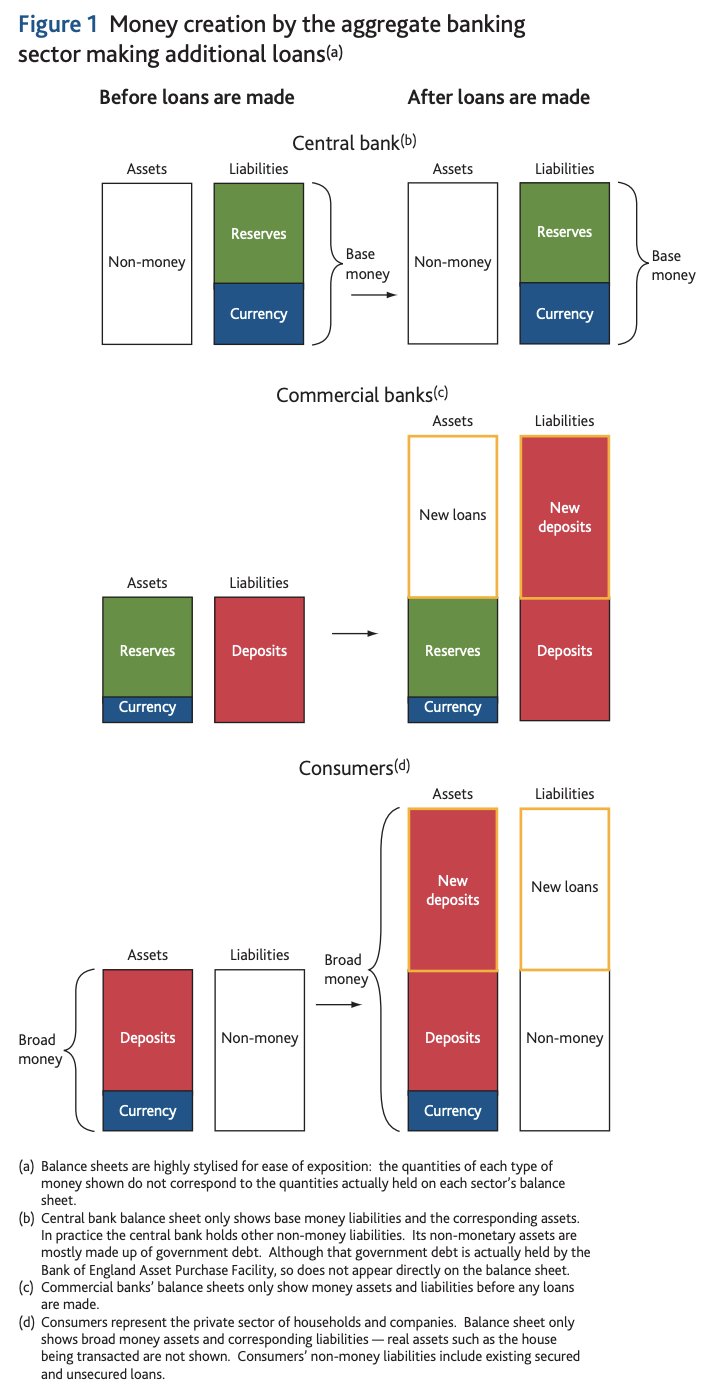 Figure 1 Money creation by the aggregate banking
sector making additional loans(a)
Before loans are made
After loans are made
Central bank(b)
Assets
Liabilities
Assets
Liabilities
Non-money
Reserves
Currency
Base
money
Non-money
Reserves
Currency
Base
money
Commercial banks(c)
Assets
Liabilities
New loans
New
deposits
Assets
Liabilities
Reserves
Currency
Deposits
Reserves
Currency
Deposits
Consumers(d)
Assets
Liabilities
New
deposits
New loans
Assets
Liabilities
Broad
money
Broad
money
Deposits
Currency
Non-money
Deposits
Currency
Non-money
(a) Balance sheets are highly stylised for ease of exposition: the quantities of each type of
money shown do not correspond to the quantities actually held on each sector's balance
sheet.
(b) Central bank balance sheet only shows base money liabilities and the corresponding assets.
In practice the central bank holds other non-money liabilities. Its non-monetary assets are
mostly made up of government debt. Although that government debt is actually held by the
Bank of England Asset Purchase Facility, so does not appear directly on the balance sheet.
(c) Commercial banks' balance sheets only show money assets and liabilities before any loans
are made.
(d) Consumers represent the private sector of households and companies. Balance sheet only
shows broad money assets and corresponding liabilities — real assets such as the house
being transacted are not shown. Consumers' non-money liabilities include existing secured
and unsecured loans.